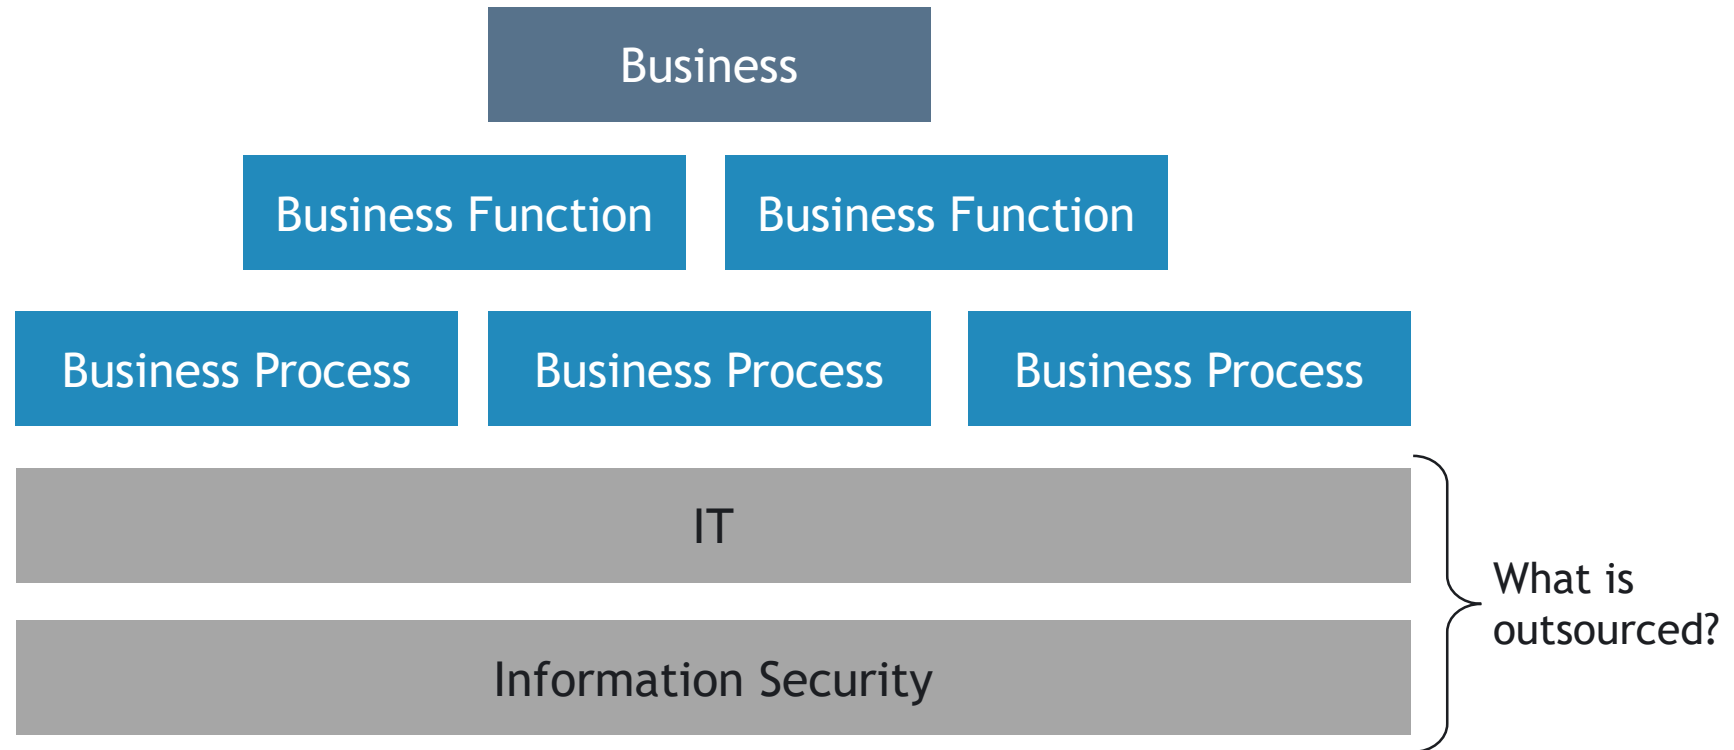 Business
Business Function
Business Function
Business Process
Business Process
Business Process
IT
Information Security
What is
outsourced?